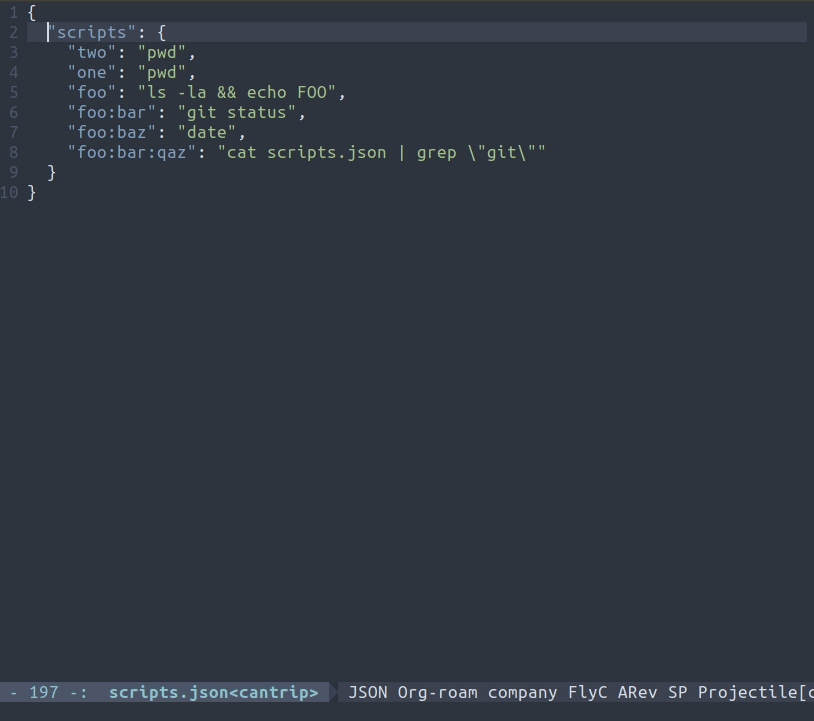 1 {
2   "scripts": {
3     "two": "pwd",
4     "one": "pwd",
5     "foo": "ls -la && echo FOO",
6     "foo:bar": "git status",
7     "foo:baz": "date",
8     "foo:bar:qaz": "cat scripts.json | grep \"git\""
9   }
10 }
- 197 -:  scripts.json<cantrip>  JSON Org-roam company FlyC ARev SP Projectile[c